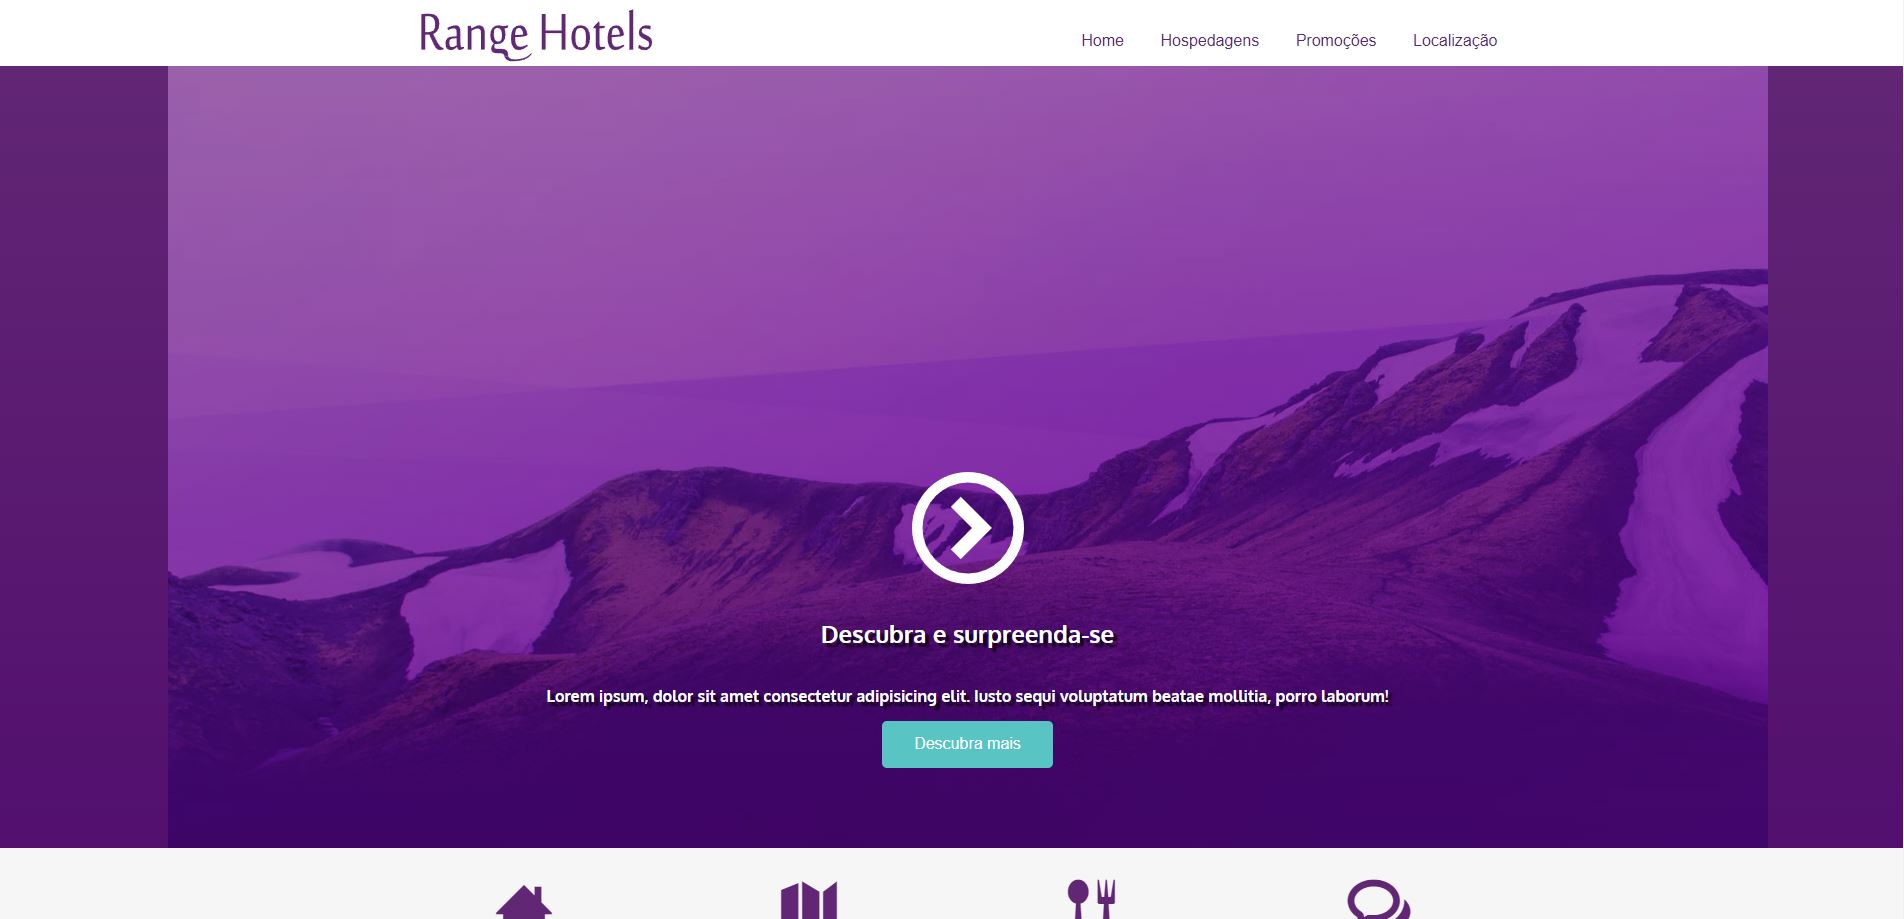 Range Hotels
Home Hospedagens Promoções Localização
Descubra e surpreenda-se
Lorem ipsum, dolor sit amet consectetur adipisicing elit. Iusto sequi voluptatum beatae mollitia, porro laborum!
Descubra mais